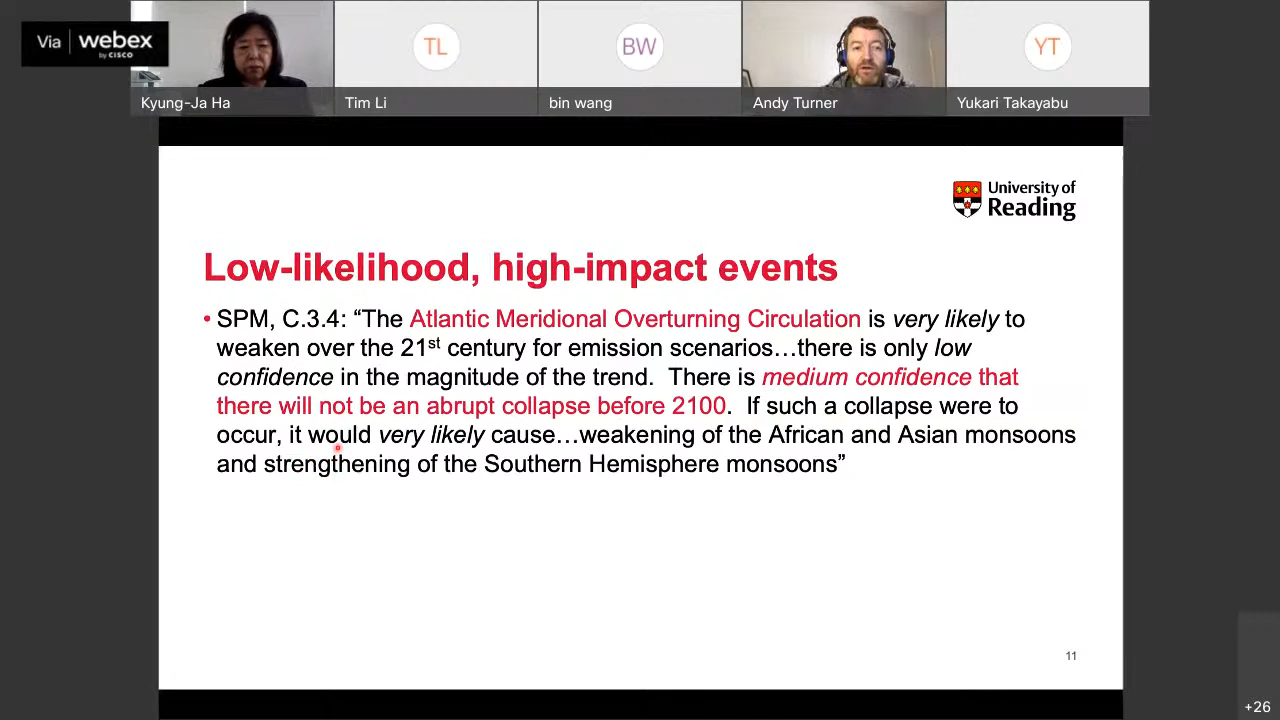 Via webex
by CISCO
TL
BW
YT
Kyung-Ja Ha
Tim Li
bin wang
Andy Turner
Yukari Takayabu
University of
Reading
Low-likelihood, high-impact events
• SPM, C.3.4: “The Atlantic Meridional Overturning Circulation is very likely to
weaken over the 21st century for emission scenarios…there is only low
confidence in the magnitude of the trend. There is medium confidence that
there will not be an abrupt collapse before 2100. If such a collapse were to
occur, it would very likely cause…weakening of the African and Asian monsoons
and strengthening of the Southern Hemisphere monsoons”
11
+26